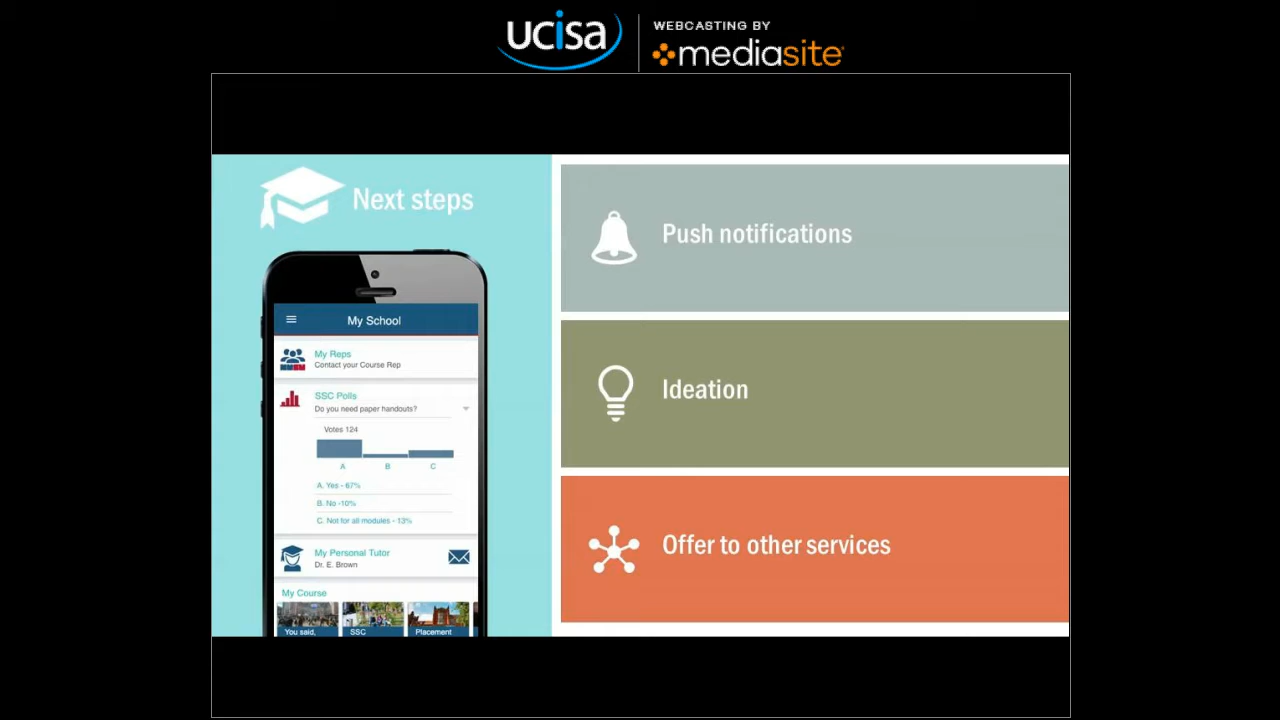 ucisa
WEBCASTING BY
mediasite
Next steps
My School
My Reps
Contact your Course Rep
SSC Polls
Do you need paper handouts?
Votes 124
A B C
A. Yes - 67%
B. No -10%
C. Not for all modules - 13%
My Personal Tutor
Dr. E. Brown
My Course
You said,
SSC
Placement
Push notifications
Ideation
Offer to other services